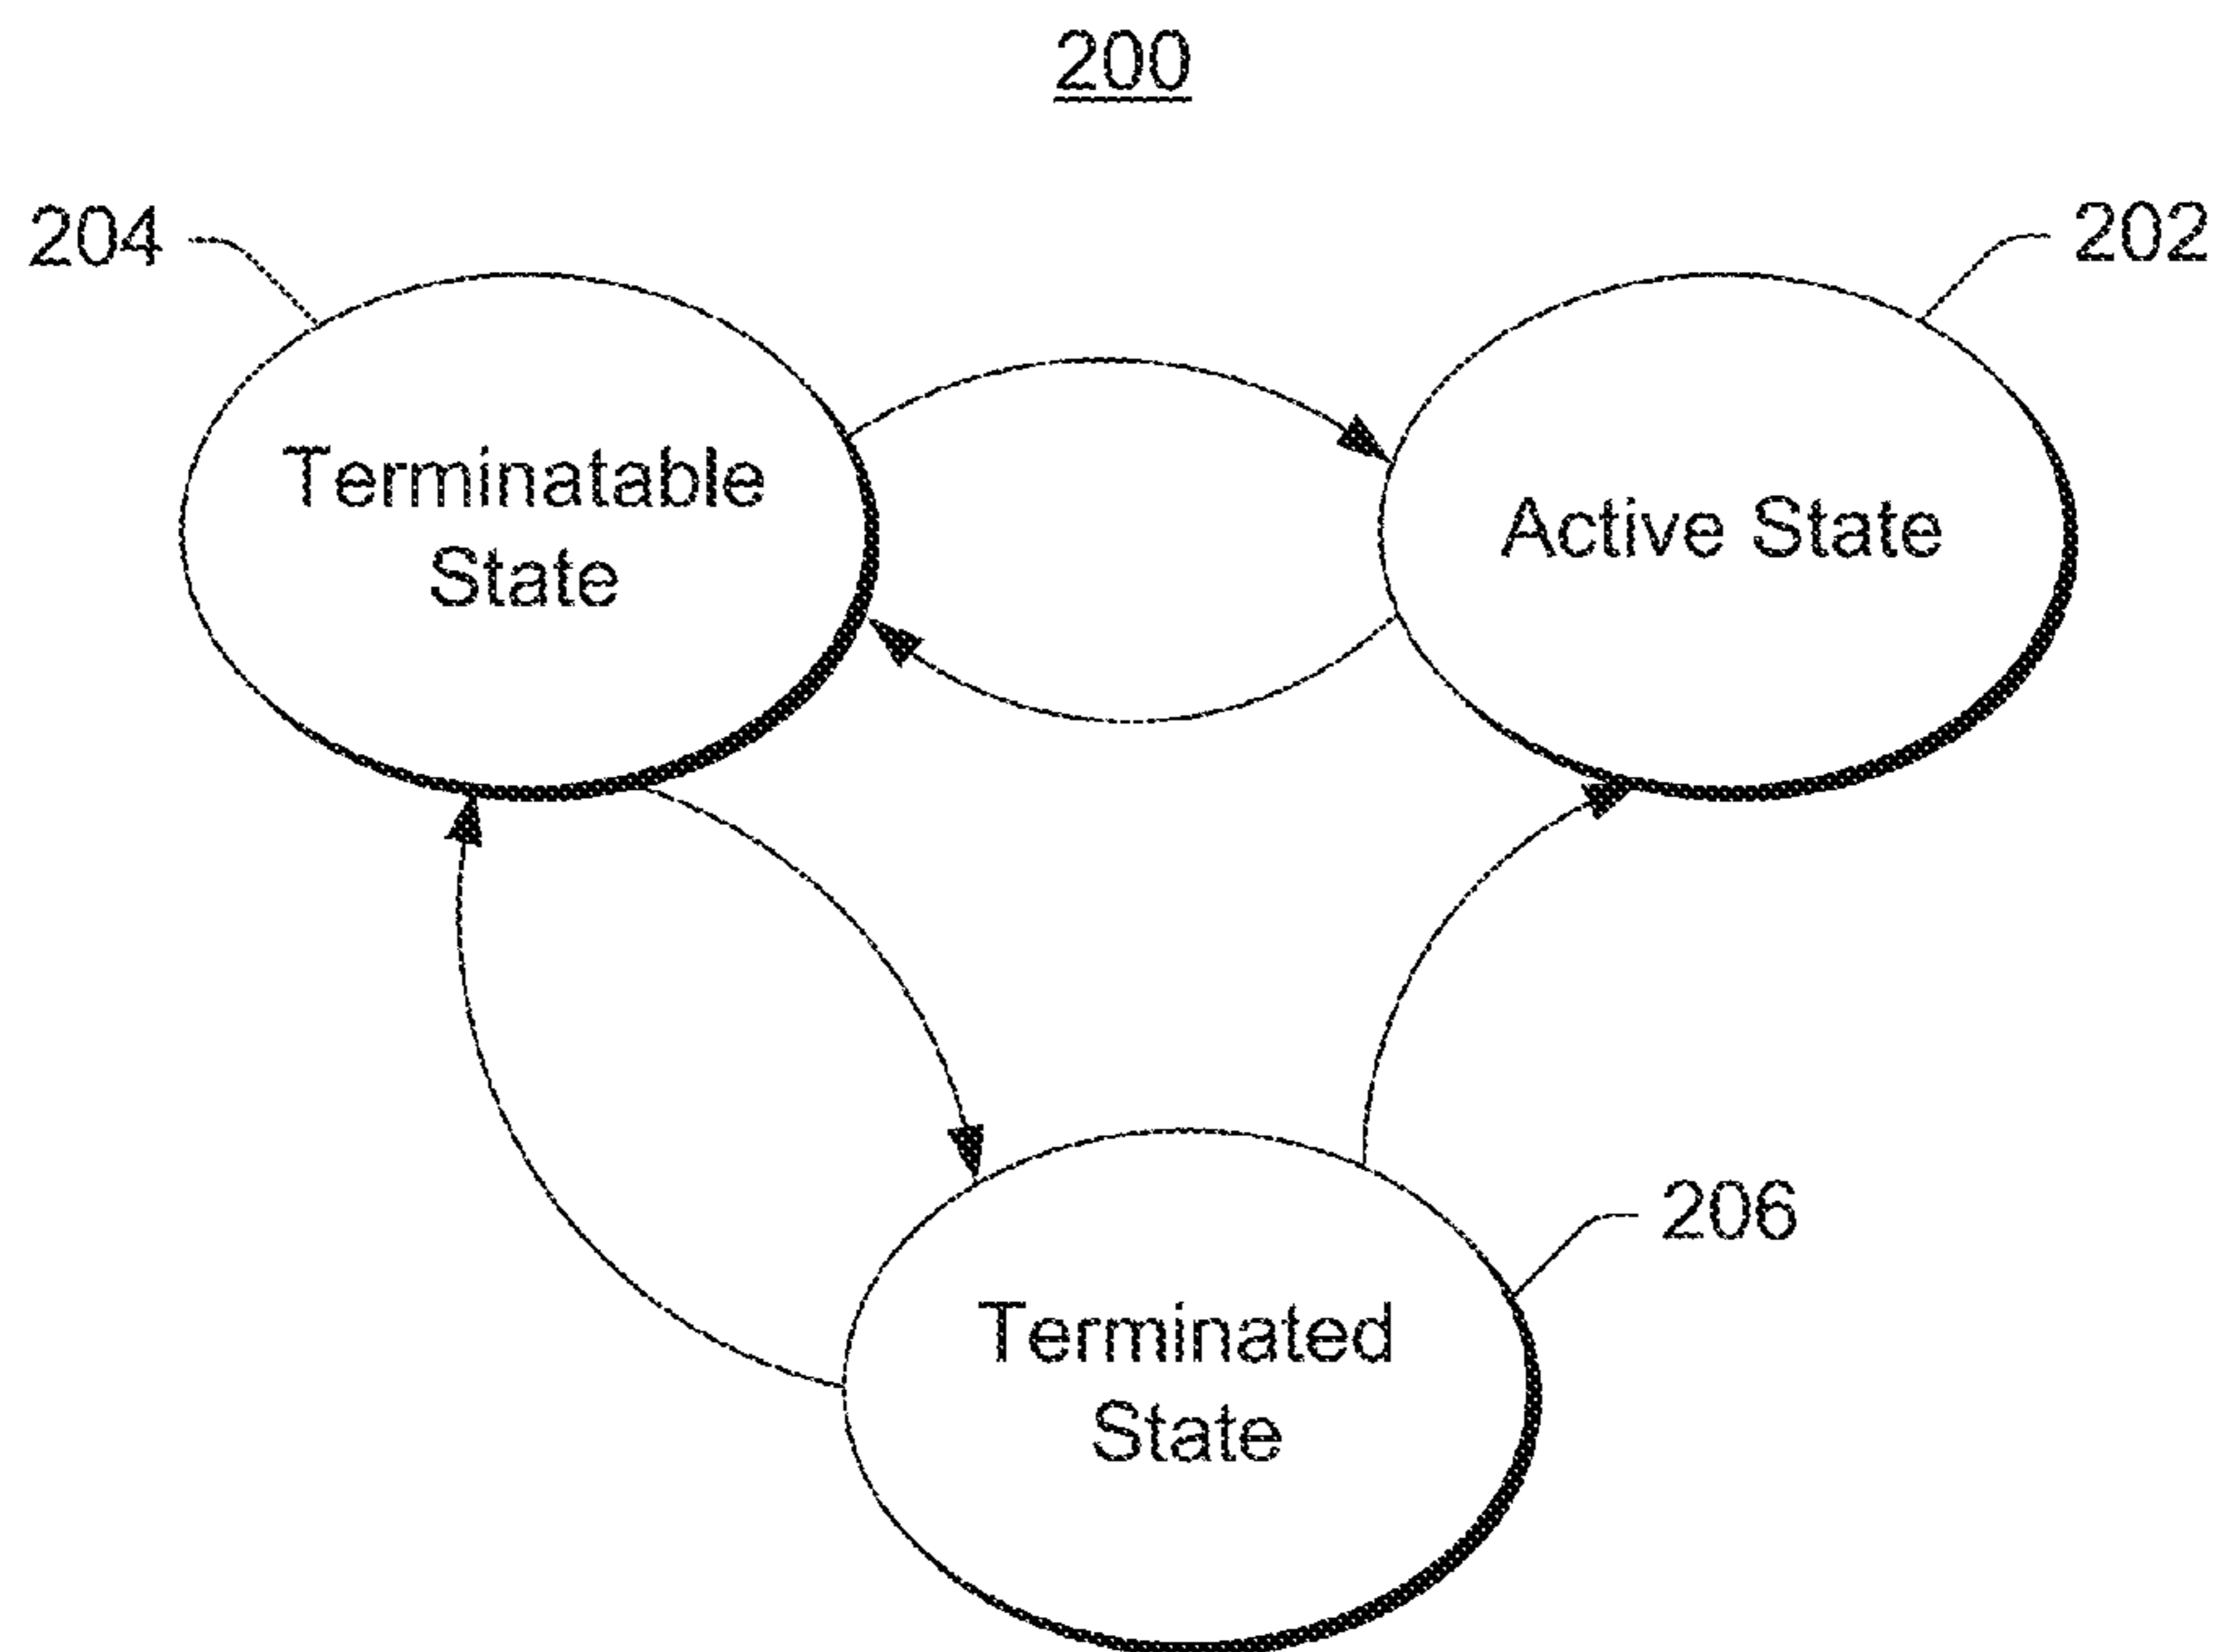 200
204
202
Terminatable
State
Active State
206
Terminated
State